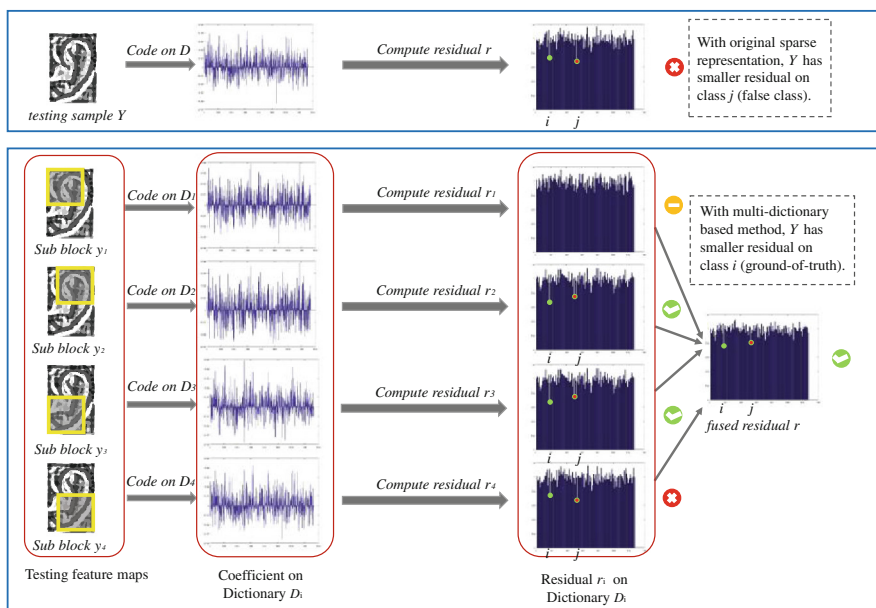 Code on D
Compute residual r
testing sample Y
i j
With original sparse
representation, Y has
smaller residual on
class j (false class).
Code on D1
Compute residual r1
Sub block y1
With multi-dictionary
based method, Y has
smaller residual on
class i (ground-of-truth).
Code on D2
Compute residual r2
Sub block y2
i j
Code on D3
Compute residual r3
Sub block y3
i j
i j
fused residual r
Code on D4
Compute residual r4
Sub block y4
i j
Testing feature maps
Coefficient on
Dictionary Di
Residual ri on
Dictionary Di